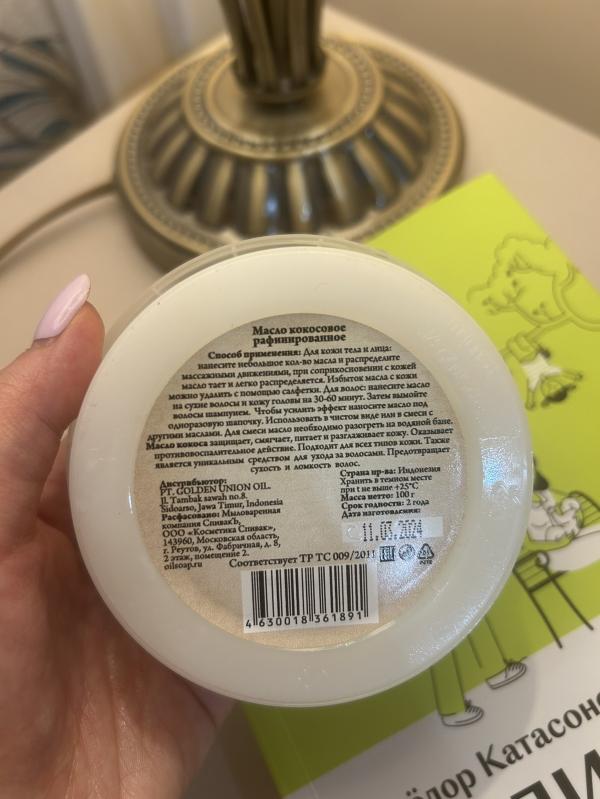 Масло кокосовое
рафинированное
Способ применения: Для кожи тела и лица:
нанесите небольшое кол-во масла и распределите
массажными движениями, при соприкосновении с кожей
масло тает и легко распределяется. Избыток масла с кожи
можно удалить с помощью салфетки. Для волос: нанесите масло
на сухие волосы и кожу головы на 30-60 минут. Затем вымойте
волосы шампунем. Чтобы усилить эффект наносите масло под
одноразовую шапочку. Использовать в чистом виде или в смеси с
другими маслами. Для смеси масло необходимо разогреть на водяной бане.
Масло кокоса защищает, смягчает, питает и разглаживает кожу. Оказывает
противовоспалительное действие. Подходит для всех типов кожи. Также
является уникальным средством для ухода за волосами. Предотвращает
сухость и ломкость волос.
Дистрибьютор:
PT. GOLDEN UNION OIL.
Jl. Tambak sawah no.8.
Sidoarso, Jawa Timur, Indonesia
Расфасовано: Мыловаренная
компания СпивакЪ,
ООО «Косметика Спивак»,
143960, Московская область,
г. Реутов, ул. Фабричная, д. 8,
2 этаж, помещение 2.
oilsoap.ru
Страна пр-ва: Индонезия
Хранить в темном месте
при t не выше +25°C
Масса нетто: 100 г
Срок годности: 2 года
Дата изготовления:
11.03.2024
Соответствует ТР ТС 009/2011
4 630018 361891
ёдор Катасоно